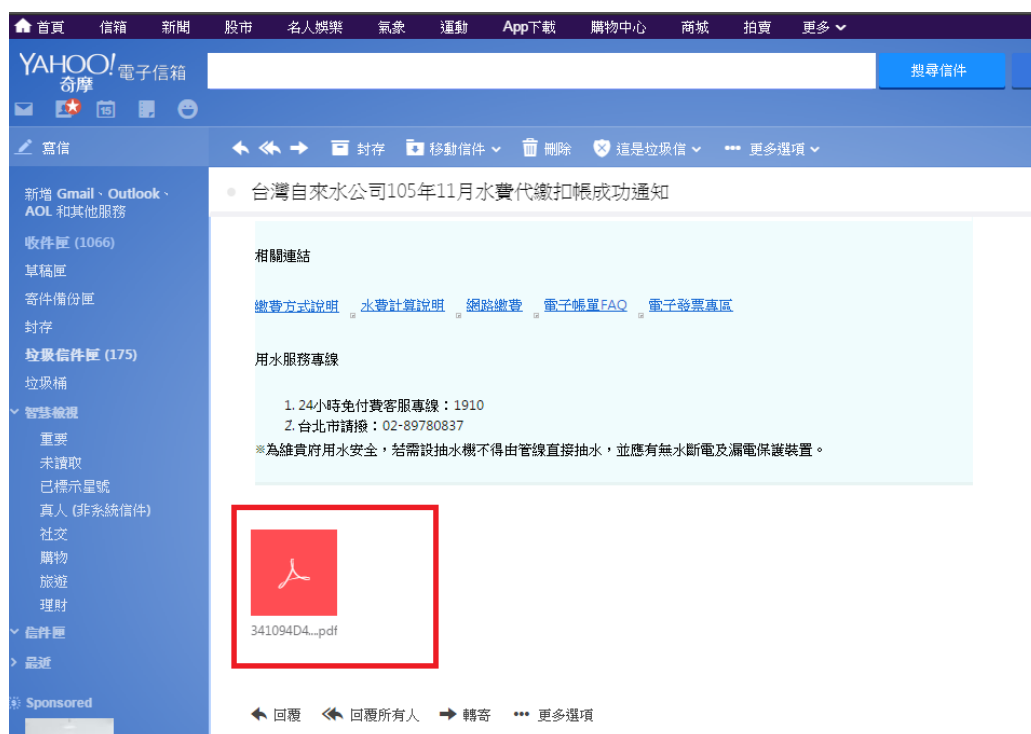 首頁 信箱 新聞 股市 名人娛樂 氣象 運動 App下載 購物中心 商城 拍賣 更多
YAHOO! 奇摩 電子信箱
搜尋信件
15
寫信
封存 移動信件 刪除 這是垃圾信 更多選項
新增 Gmail、Outlook、
AOL 和其他服務
收件匣 (1066)
草稿匣
寄件備份匣
封存
垃圾信件匣 (175)
垃圾桶
智慧檢視
重要
未讀取
已標示星號
真人 (非系統信件)
社交
購物
旅遊
理財
信件匣
最近
Sponsored
台灣自來水公司105年11月水費代繳扣帳成功通知
相關連結
繳費方式說明 水費計算說明 網路繳費 電子帳單FAQ 電子發票專區
用水服務專線
1. 24小時免付費客服專線：1910
2. 台北市請撥：02-89780837
※為維貴府用水安全，若需設抽水機不得由管線直接抽水，並應有無水斷電及漏電保護裝置。
341094D4....pdf
回覆 回覆所有人 轉寄 更多選項